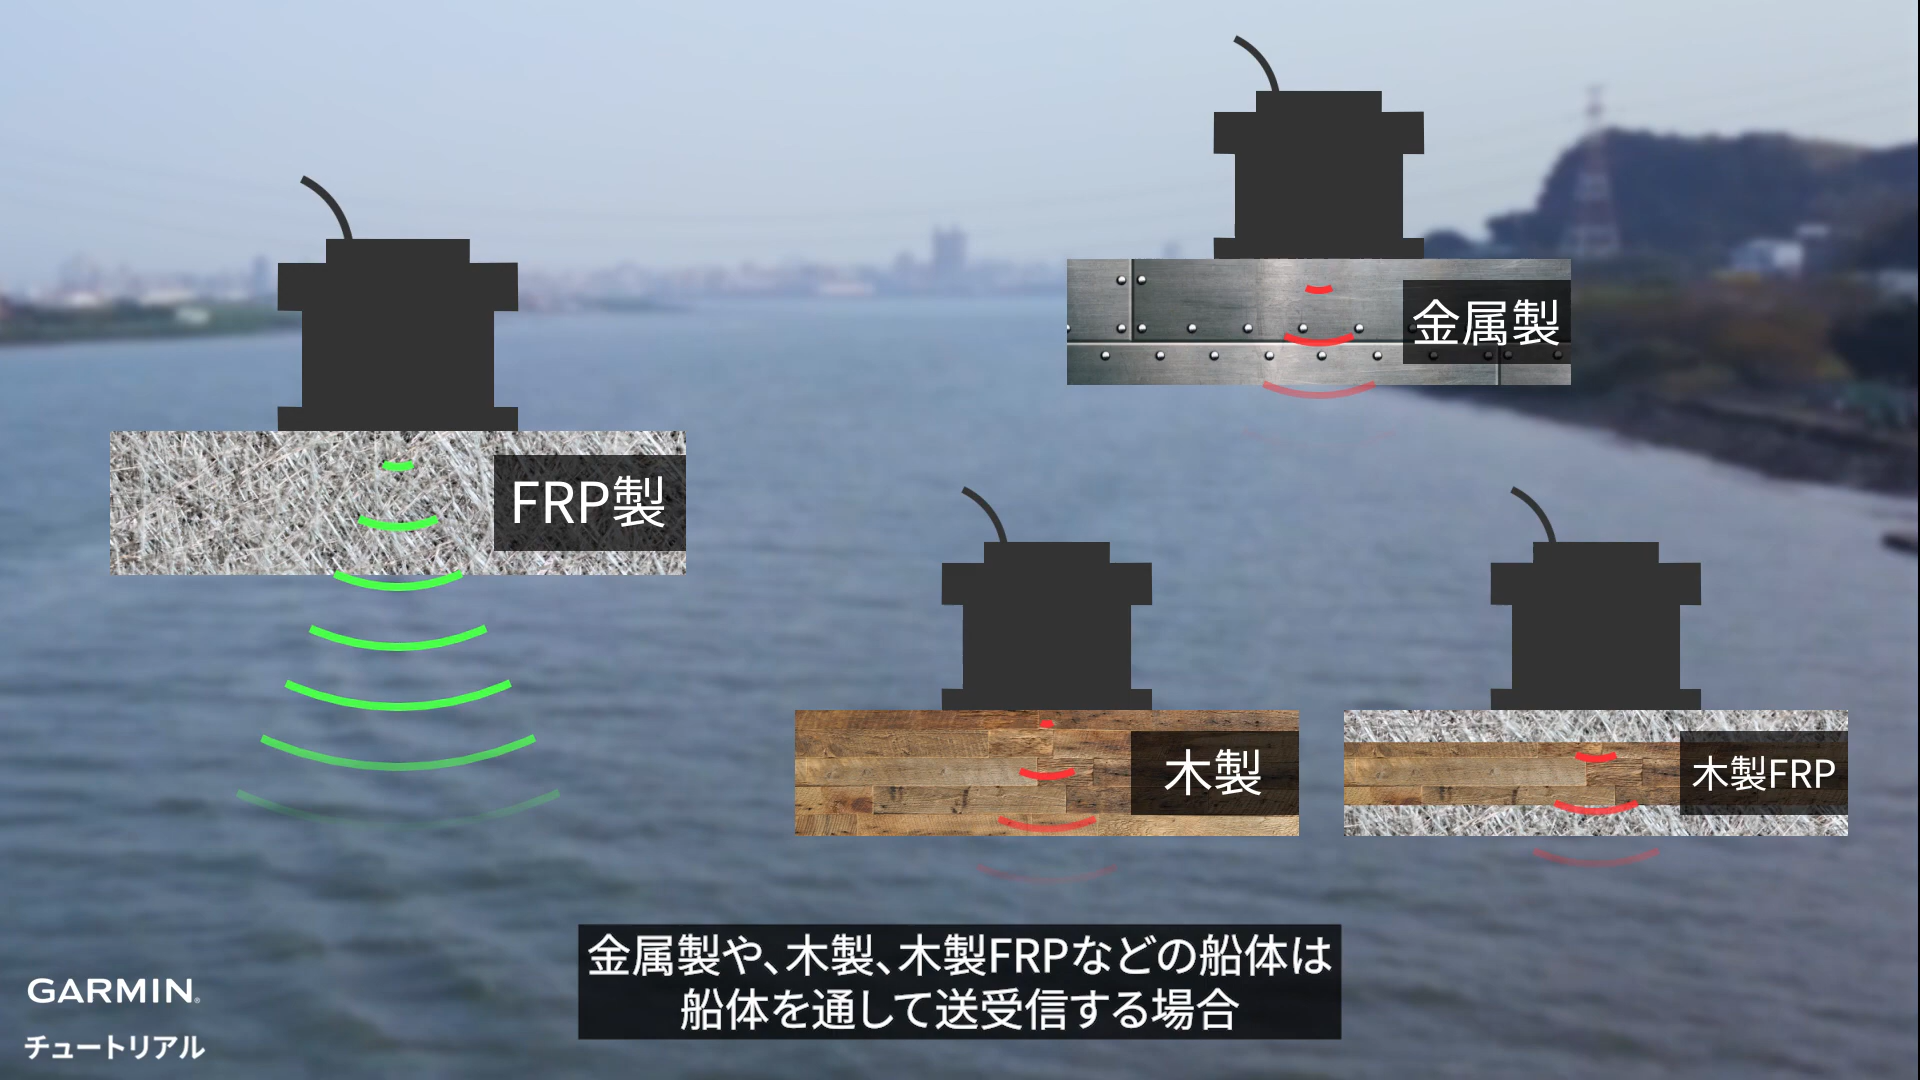 金属製
FRP製
木製
木製FRP
金属製や、木製、木製FRPなどの船体は
船体を通して送受信する場合
GARMIN®
チュートリアル